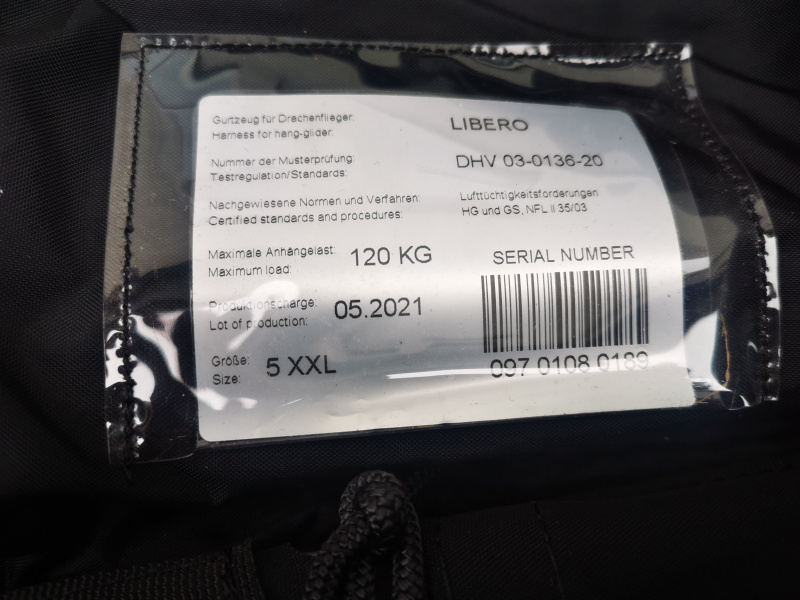 Gurtzeug für Drachenflieger:
Harness for hang-glider:
LIBERO
Nummer der Musterprüfung
Testregulation/Standards:
DHV 03-0136-20
Nachgewiesene Normen und Verfahren:
Certified standards and procedures:
Lufttüchtigkeitsforderungen
HG und GS, NFL II 35/03
Maximale Anhängelast:
Maximum load:
120 KG
SERIAL NUMBER
Produktionscharge:
Lot of production:
05.2021
097 0108 0189
Größe:
Size:
5 XXL